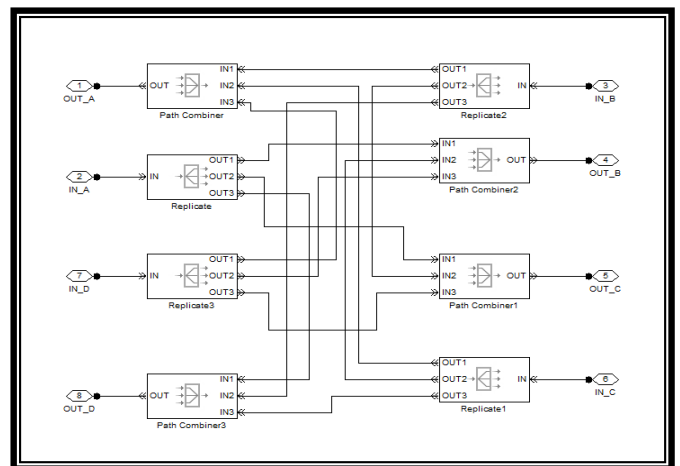 1
OUT_A
OUT
IN1
IN2
IN3
Path Combiner
OUT1
OUT2
OUT3
IN
Replicate2
3
IN_B
2
IN_A
IN
OUT1
OUT2
OUT3
Replicate
IN1
IN2
IN3
OUT
Path Combiner2
4
OUT_B
7
IN_D
IN
OUT1
OUT2
OUT3
Replicate3
IN1
IN2
IN3
OUT
Path Combiner1
5
OUT_C
8
OUT_D
OUT
IN1
IN2
IN3
Path Combiner3
OUT1
OUT2
OUT3
IN
Replicate1
6
IN_C